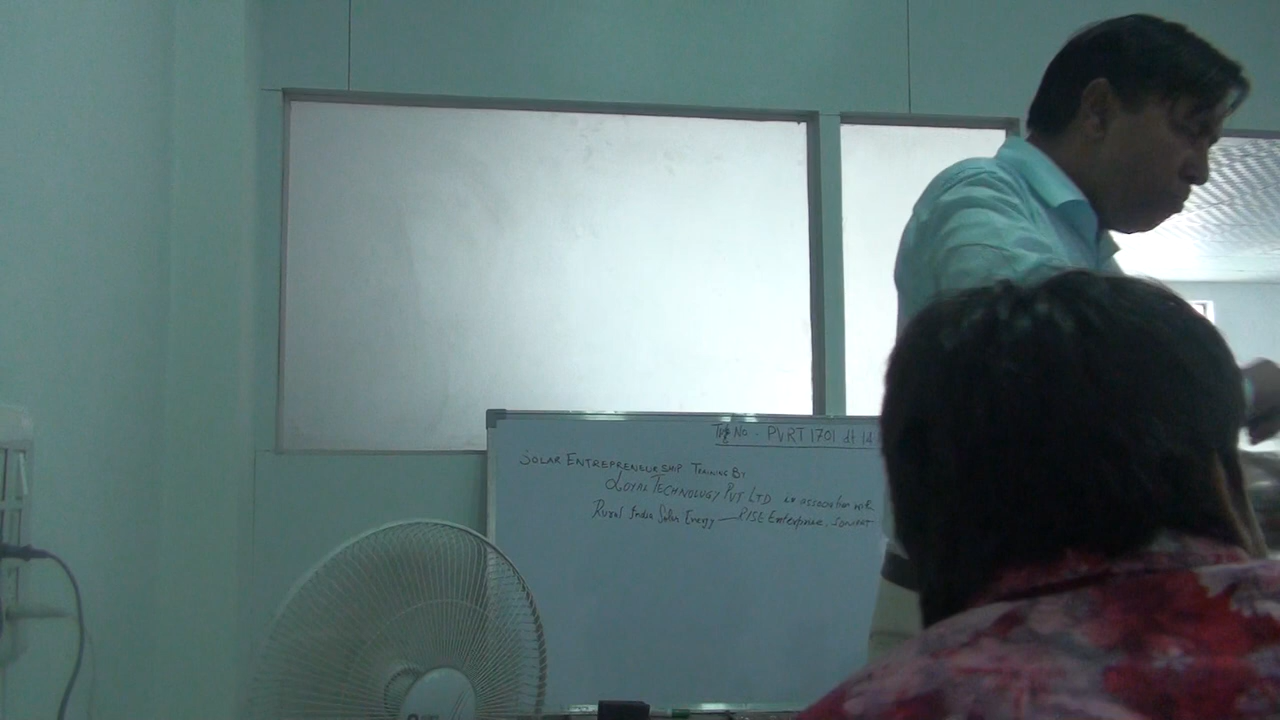 No - PVRT 1701 dt 1d
SOLAR ENTREPRENEURSHIP TRAINING BY
LOYAL TECHNOLOGY PVT LTD in association with
Rural India Solar Energy — RISE Enterprise, SONIPAT